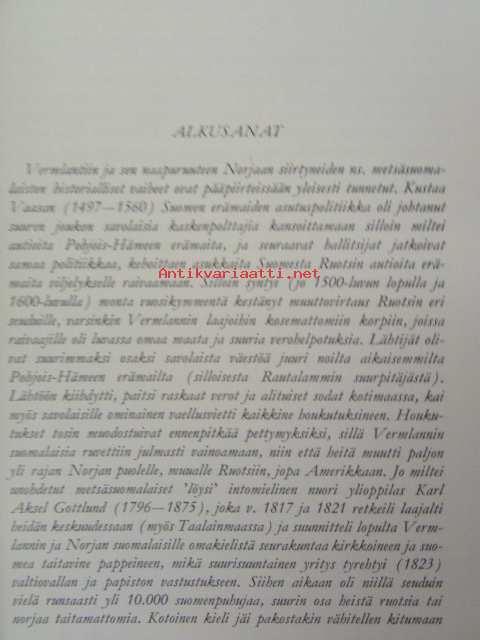 ALKUSANAT
Vermlantiin ja sen naapuruuteen Norjaan siirtyneiden ns. metsäsuoma-
laisten historialliset vaiheet ovat pääpiirteissään yleisesti tunnetut. Kustaa
Vaasan (1497—1560) Suomen erämaiden asutuspolitiikka oli johtanut
suuren joukon savolaisia kaskenpolttajia kansoittamaan silloin miltei
autioita Pohjois-Hämeen erämaita, ja seuraavat hallitsijat jatkoivat
samaa politiikkaa, kehoittaen asukkaita Suomesta Ruotsin autioita erä-
Antikvariaatti.net
maita viljelykselle raivaamaan. Silloin syntyi (jo 1500-luvun lopulla ja
1600-luvulla) monta vuosikymmentä kestänyt muuttovirtaus Ruotsin eri
seuduille, varsinkin Vermlannin laajoihin kosemattomiin korpiin, joissa
raivaajille oli luvassa omaa maata ja suuria verohelpotuksia. Lähtijät oli-
vat suurimmaksi osaksi savolaista väestöä juuri noilta aikaisemmilta
Pohjois-Hämeen erämailta (silloisesta Rautalammin suurpitäjästä).
Lähtöön kiihdytti, paitsi raskaat verot ja alituiset sodat kotimaassa, kai
myös savolaisille ominainen vaellusvietti kaikkine houkutuksineen. Houku-
tukset tosin muodostuivat ennenpitkää pettymyksiksi, sillä Vermlannin
suomalaisia ruvettiin julmasti vainoamaan, niin että heitä muutti paljon
yli rajan Norjan puolelle, muualle Ruotsiin, jopa Amerikkaan. Jo miltei
unohdetut metsäsuomalaiset 'löysi' intomielinen nuori ylioppilas Karl
Aksel Gottlund (1796—1875), joka v. 1817 ja 1821 retkeili laajalti
heidän keskuudessaan (myös Taalainmaassa) ja suunnitteli lopulta Verm-
lannin ja Norjan suomalaisille omakielistä seurakuntaa kirkkoineen ja suo-
mea taitavine pappeineen, mikä suurisuuntainen yritys tyrehtyi (1823)
valtiovallan ja papiston vastustukseen. Siihen aikaan oli niillä seuduin
vielä runsaasti yli 10.000 suomenpuhujaa, suurin osa heistä ruotsia tai
norjaa taitamattomia. Kotoinen kieli jäi pakostakin vähitellen kitumaan